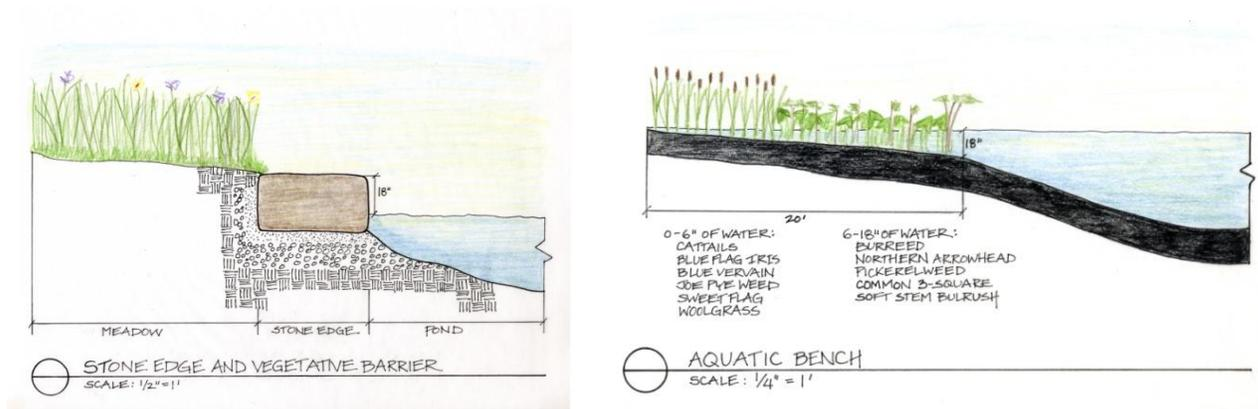 18"
MEADOW
STONE EDGE
POND
STONE EDGE AND VEGETATIVE BARRIER
SCALE: 1/2"=1'
18"
20'
0-6" OF WATER:
CATTAILS
BLUE FLAG IRIS
BLUE VERVAIN
JOE PYE WEED
SWEET FLAG
WOOLGRASS
6-18" OF WATER:
BURREED
NORTHERN ARROWHEAD
PICKERELWEED
COMMON 3-SQUARE
SOFT STEM BULRUSH
AQUATIC BENCH
SCALE: 1/4" = 1'